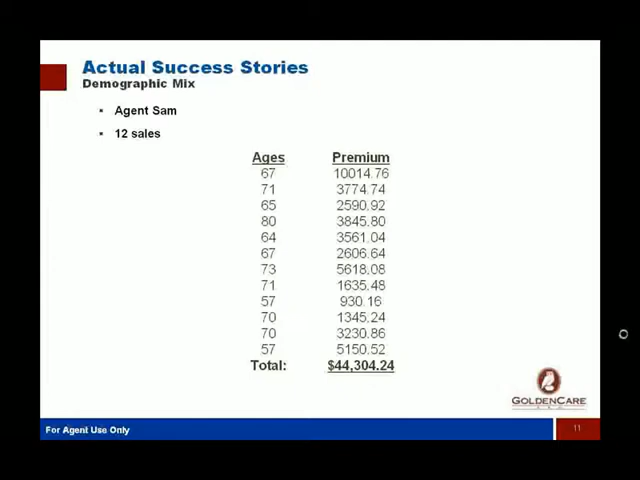 Actual Success Stories
Demographic Mix
▪ Agent Sam
▪ 12 sales
Ages Premium
67 10014.76
71 3774.74
65 2590.92
80 3845.80
64 3561.04
67 2606.64
73 5618.08
71 1635.48
57 930.16
70 1345.24
70 3230.86
57 5150.52
Total: $44,304.24
GOLDENCARE
For Agent Use Only 11